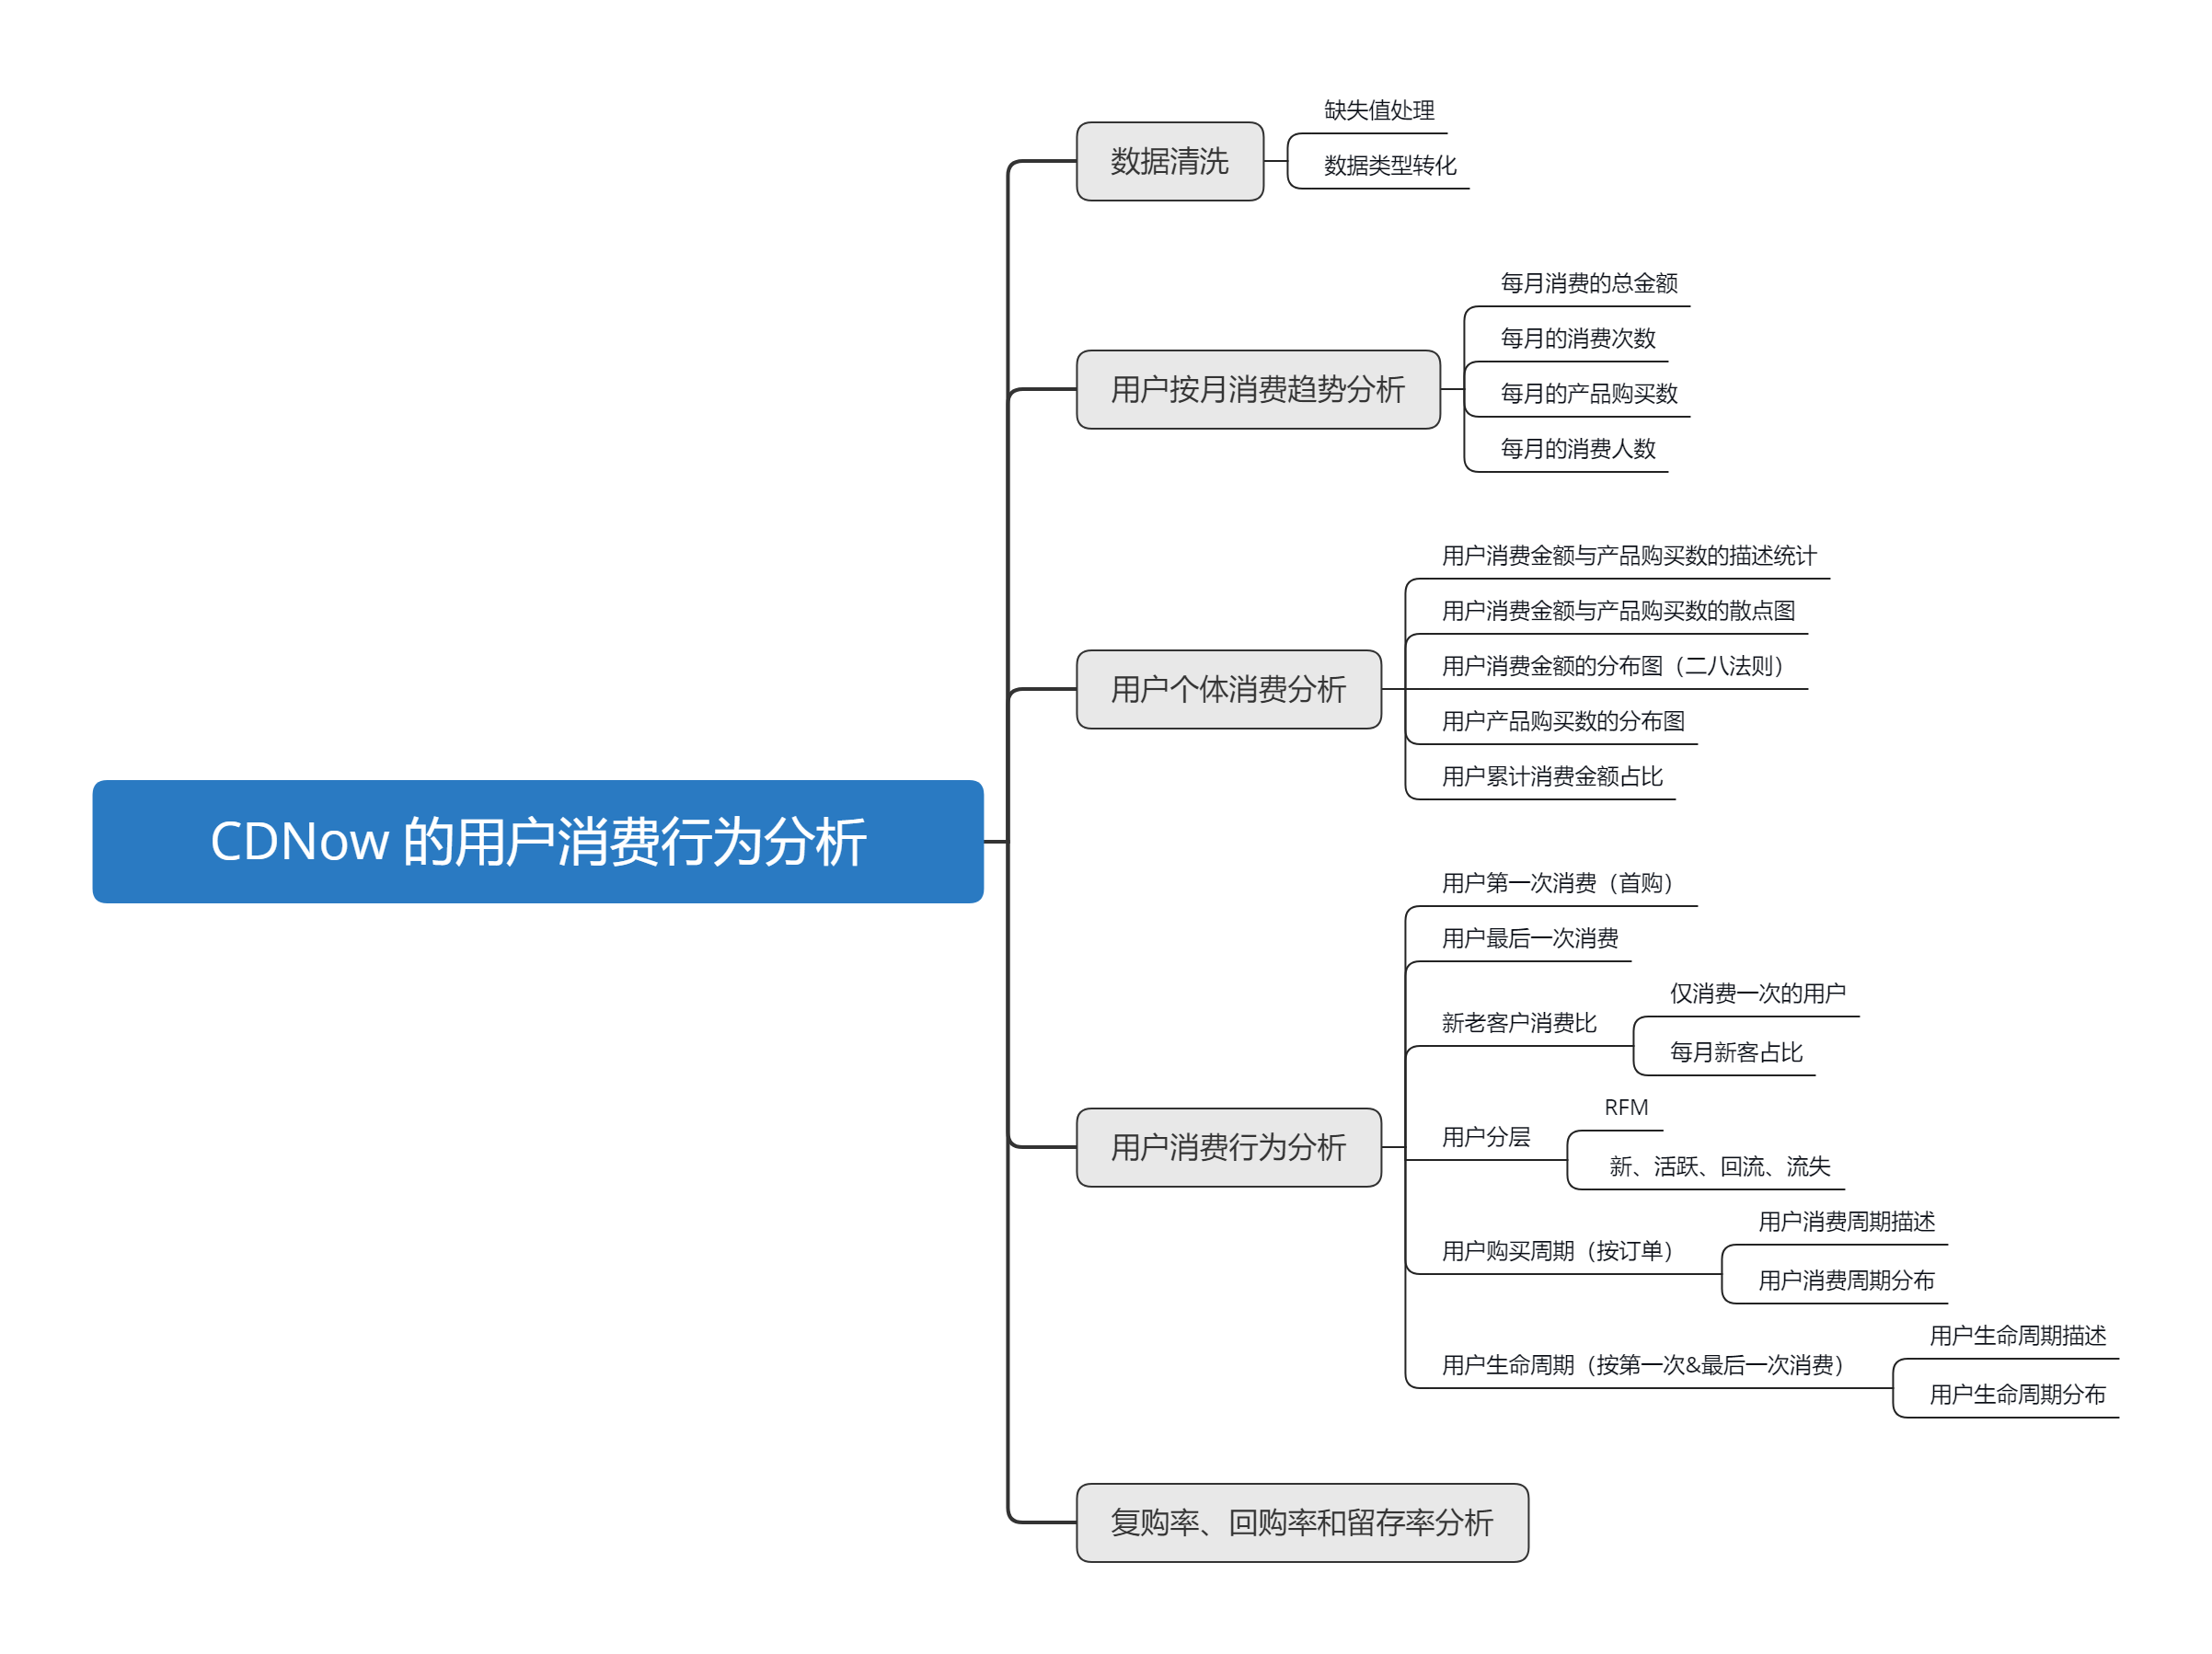 CDNow 的用户消费行为分析
数据清洗
缺失值处理
数据类型转化
用户按月消费趋势分析
每月消费的总金额
每月的消费次数
每月的产品购买数
每月的消费人数
用户个体消费分析
用户消费金额与产品购买数的描述统计
用户消费金额与产品购买数的散点图
用户消费金额的分布图（二八法则）
用户产品购买数的分布图
用户累计消费金额占比
用户消费行为分析
用户第一次消费（首购）
用户最后一次消费
新老客户消费比
仅消费一次的用户
每月新客占比
用户分层
RFM
新、活跃、回流、流失
用户购买周期（按订单）
用户消费周期描述
用户消费周期分布
用户生命周期（按第一次&最后一次消费）
用户生命周期描述
用户生命周期分布
复购率、回购率和留存率分析